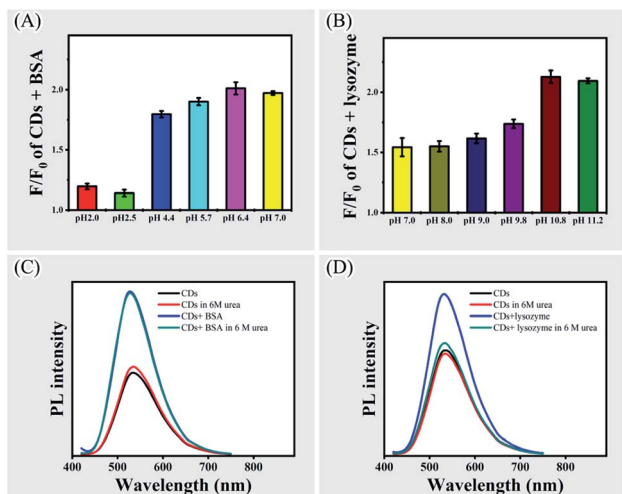 (A)
F/F0 of CDs + BSA
2.0
1.5
1.0
pH2.0 pH2.5 pH 4.4 pH 5.7 pH 6.4 pH 7.0
(B)
F/F0 of CDs + lysozyme
2.0
1.5
1.0
pH 7.0 pH 8.0 pH 9.0 pH 9.8 pH 10.8 pH 11.2
(C)
PL intensity
CDs
CDs in 6M urea
CDs+ BSA
CDs+ BSA in 6 M urea
400 500 600 700 800
Wavelength (nm)
(D)
PL intensity
CDs
CDs in 6M urea
CDs+lysozyme
CDs+ lysozyme in 6 M urea
400 500 600 700 800
Wavelength (nm)